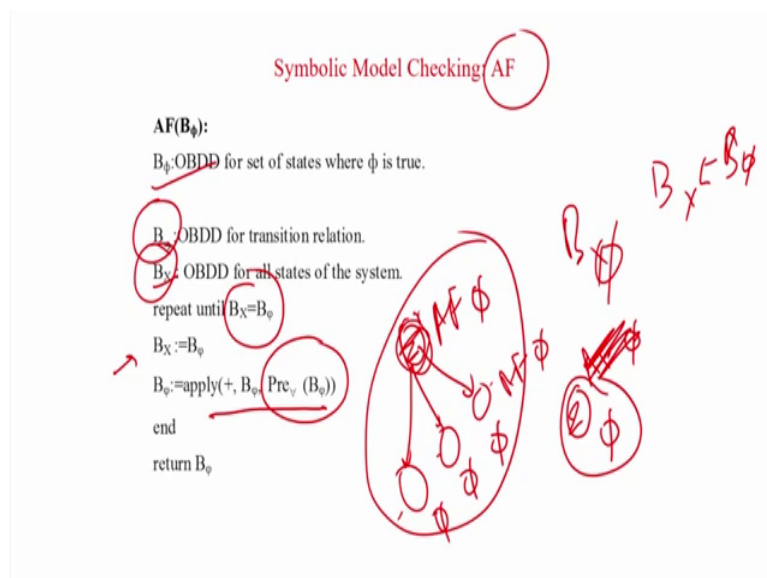 Symbolic Model Checking: AF
AF(Bϕ):
Bϕ:OBDD for set of states where ϕ is true.
B→:OBDD for transition relation.
BX: OBDD for all states of the system.
repeat until BX=Bφ
BX:=Bφ
Bφ:=apply(+, Bφ, Pre∀ (Bφ))
end
return Bφ
Bx ← Bϕ
B ϕ
AF ϕ
AF ϕ
ϕ
ϕ
ϕ
ϕ
ϕ